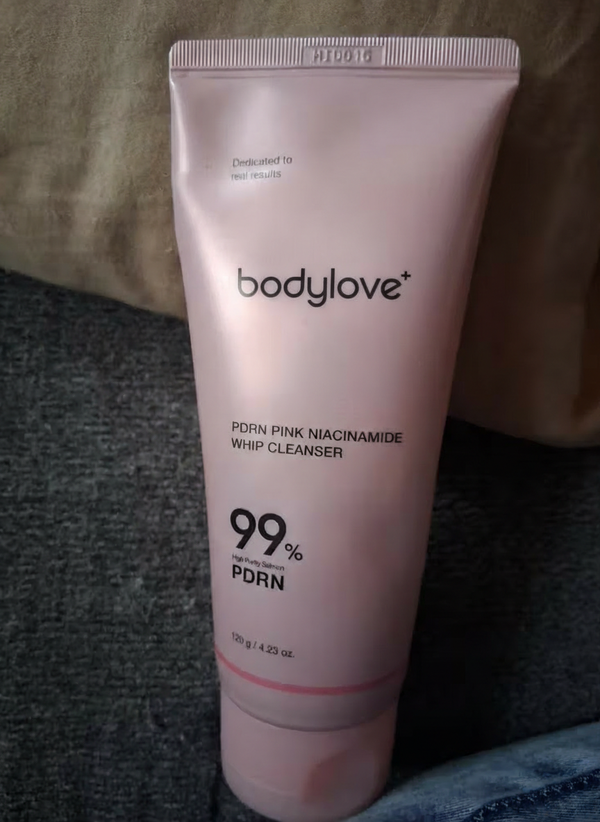 Dedicated to
real results
bodylove+
PDRN PINK NIACINAMIDE
WHIP CLEANSER
99%
High Purity Salmon
PDRN
120 g / 4.23 oz.